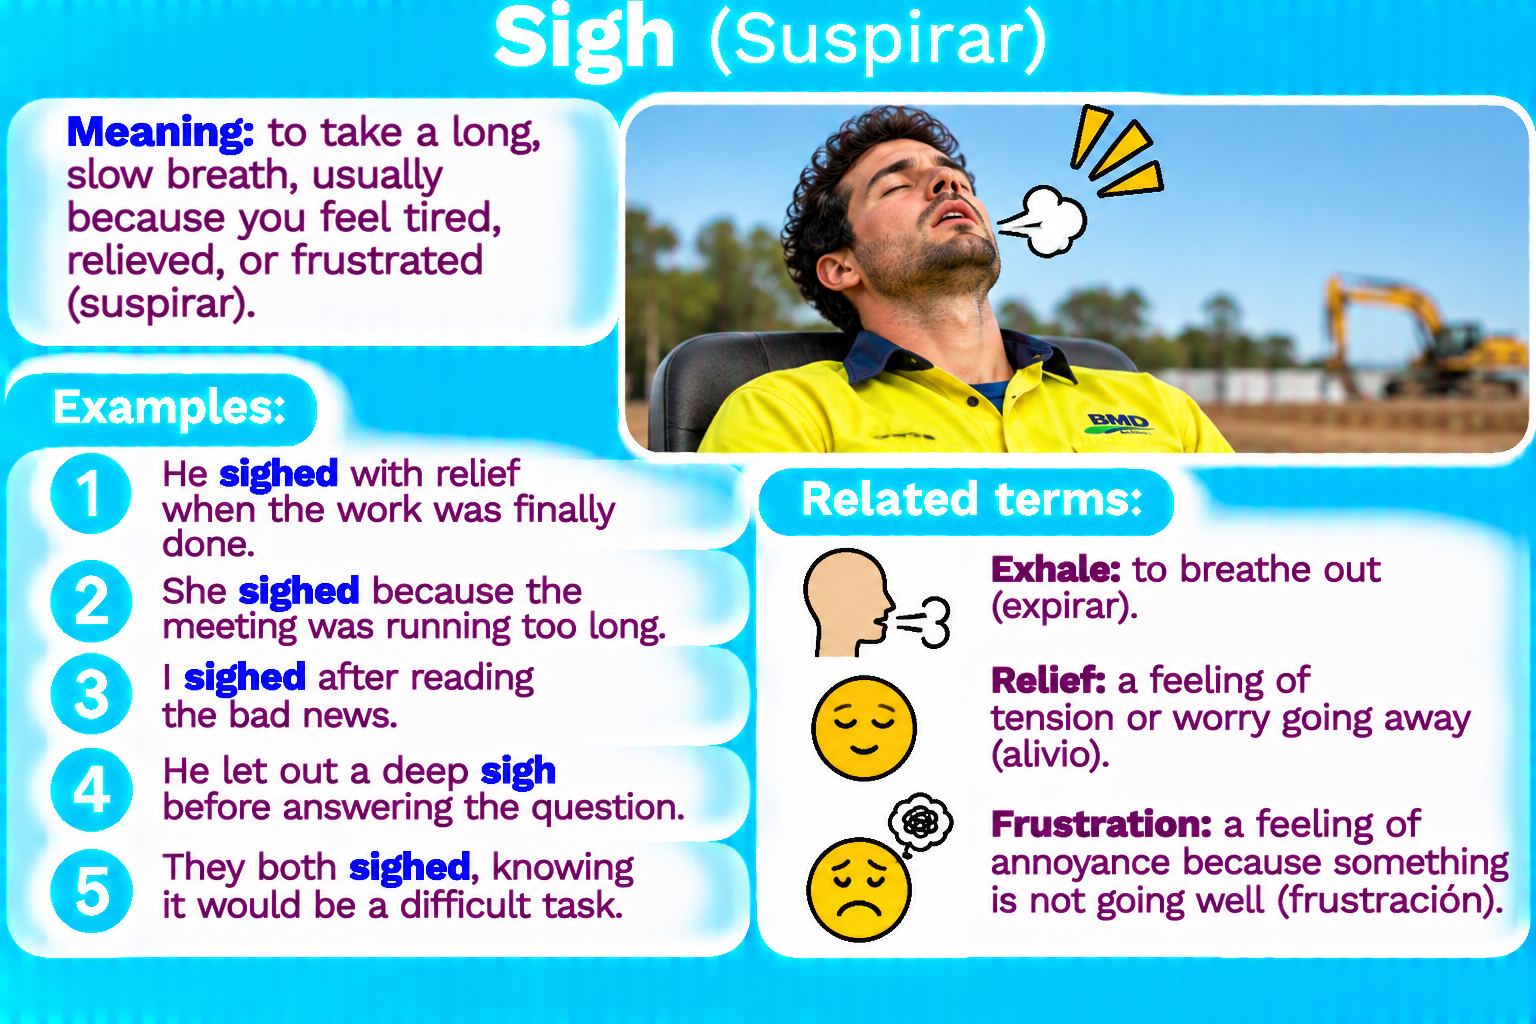 Sigh (Suspirar)
Meaning: to take a long,
slow breath, usually
because you feel tired,
relieved, or frustrated
(suspirar).
BMD
Examples:
1
He sighed with relief
when the work was finally
done.
2
She sighed because the
meeting was running too long.
3
I sighed after reading
the bad news.
4
He let out a deep sigh
before answering the question.
5
They both sighed, knowing
it would be a difficult task.
Related terms:
Exhale: to breathe out
(expirar).
Relief: a feeling of
tension or worry going away
(alivio).
Frustration: a feeling of
annoyance because something
is not going well (frustración).